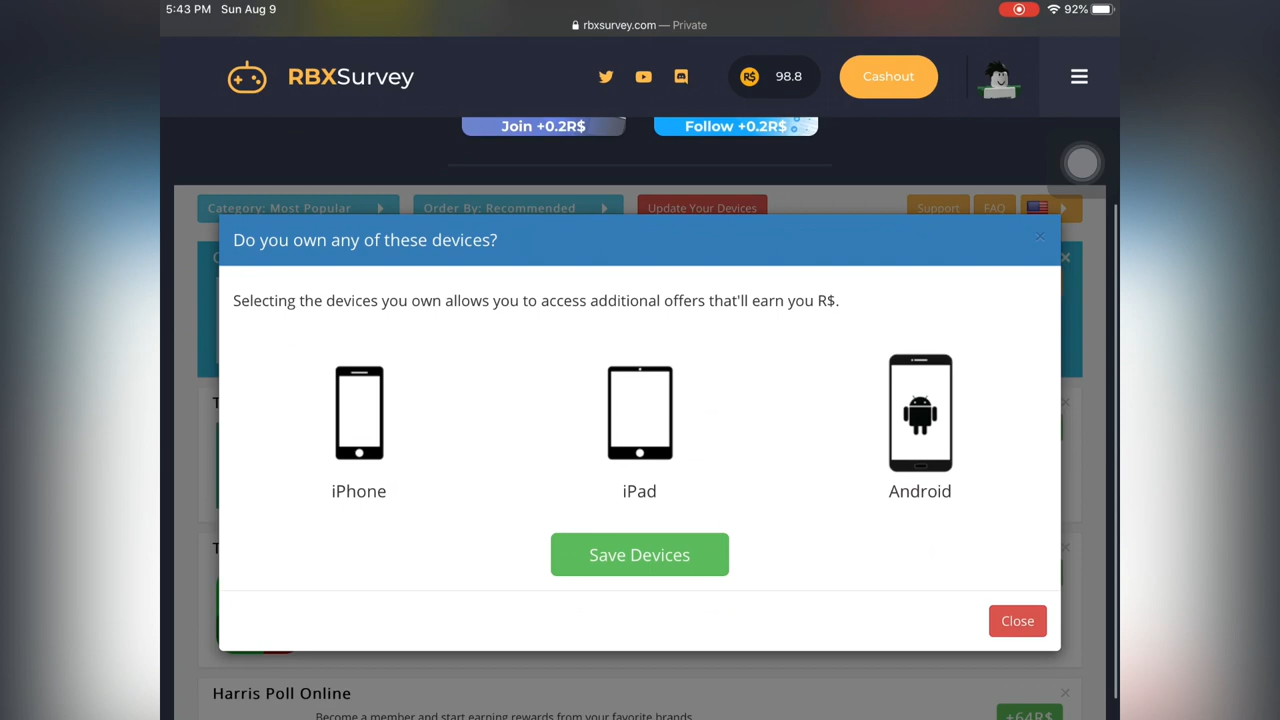 5:43 PM Sun Aug 9
92%
rbxsurvey.com — Private
RBXSurvey
R$ 98.8
Cashout
Join +0.2R$
Follow +0.2R$
Category: Most Popular
Order By: Recommended
Update Your Devices
Support
FAQ
Do you own any of these devices?
Selecting the devices you own allows you to access additional offers that'll earn you R$.
iPhone
iPad
Android
Save Devices
Close
Harris Poll Online
Become a member and start earning rewards from your favorite brands
+64R$